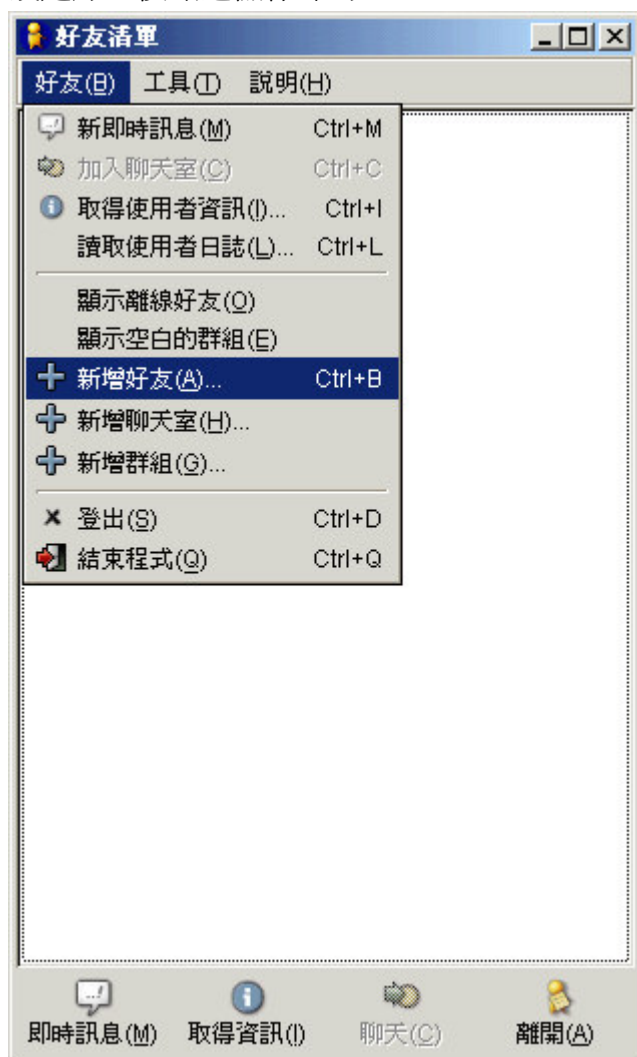 好友清單
好友(B) 工具(T) 說明(H)
新即時訊息(M) Ctrl+M
加入聊天室(C) Ctrl+C
取得使用者資訊(I)... Ctrl+I
讀取使用者日誌(L)... Ctrl+L
顯示離線好友(O)
顯示空白的群組(E)
新增好友(A)... Ctrl+B
新增聊天室(H)...
新增群組(G)...
登出(S) Ctrl+D
結束程式(Q) Ctrl+Q
即時訊息(M) 取得資訊(I) 聊天(C) 離開(A)